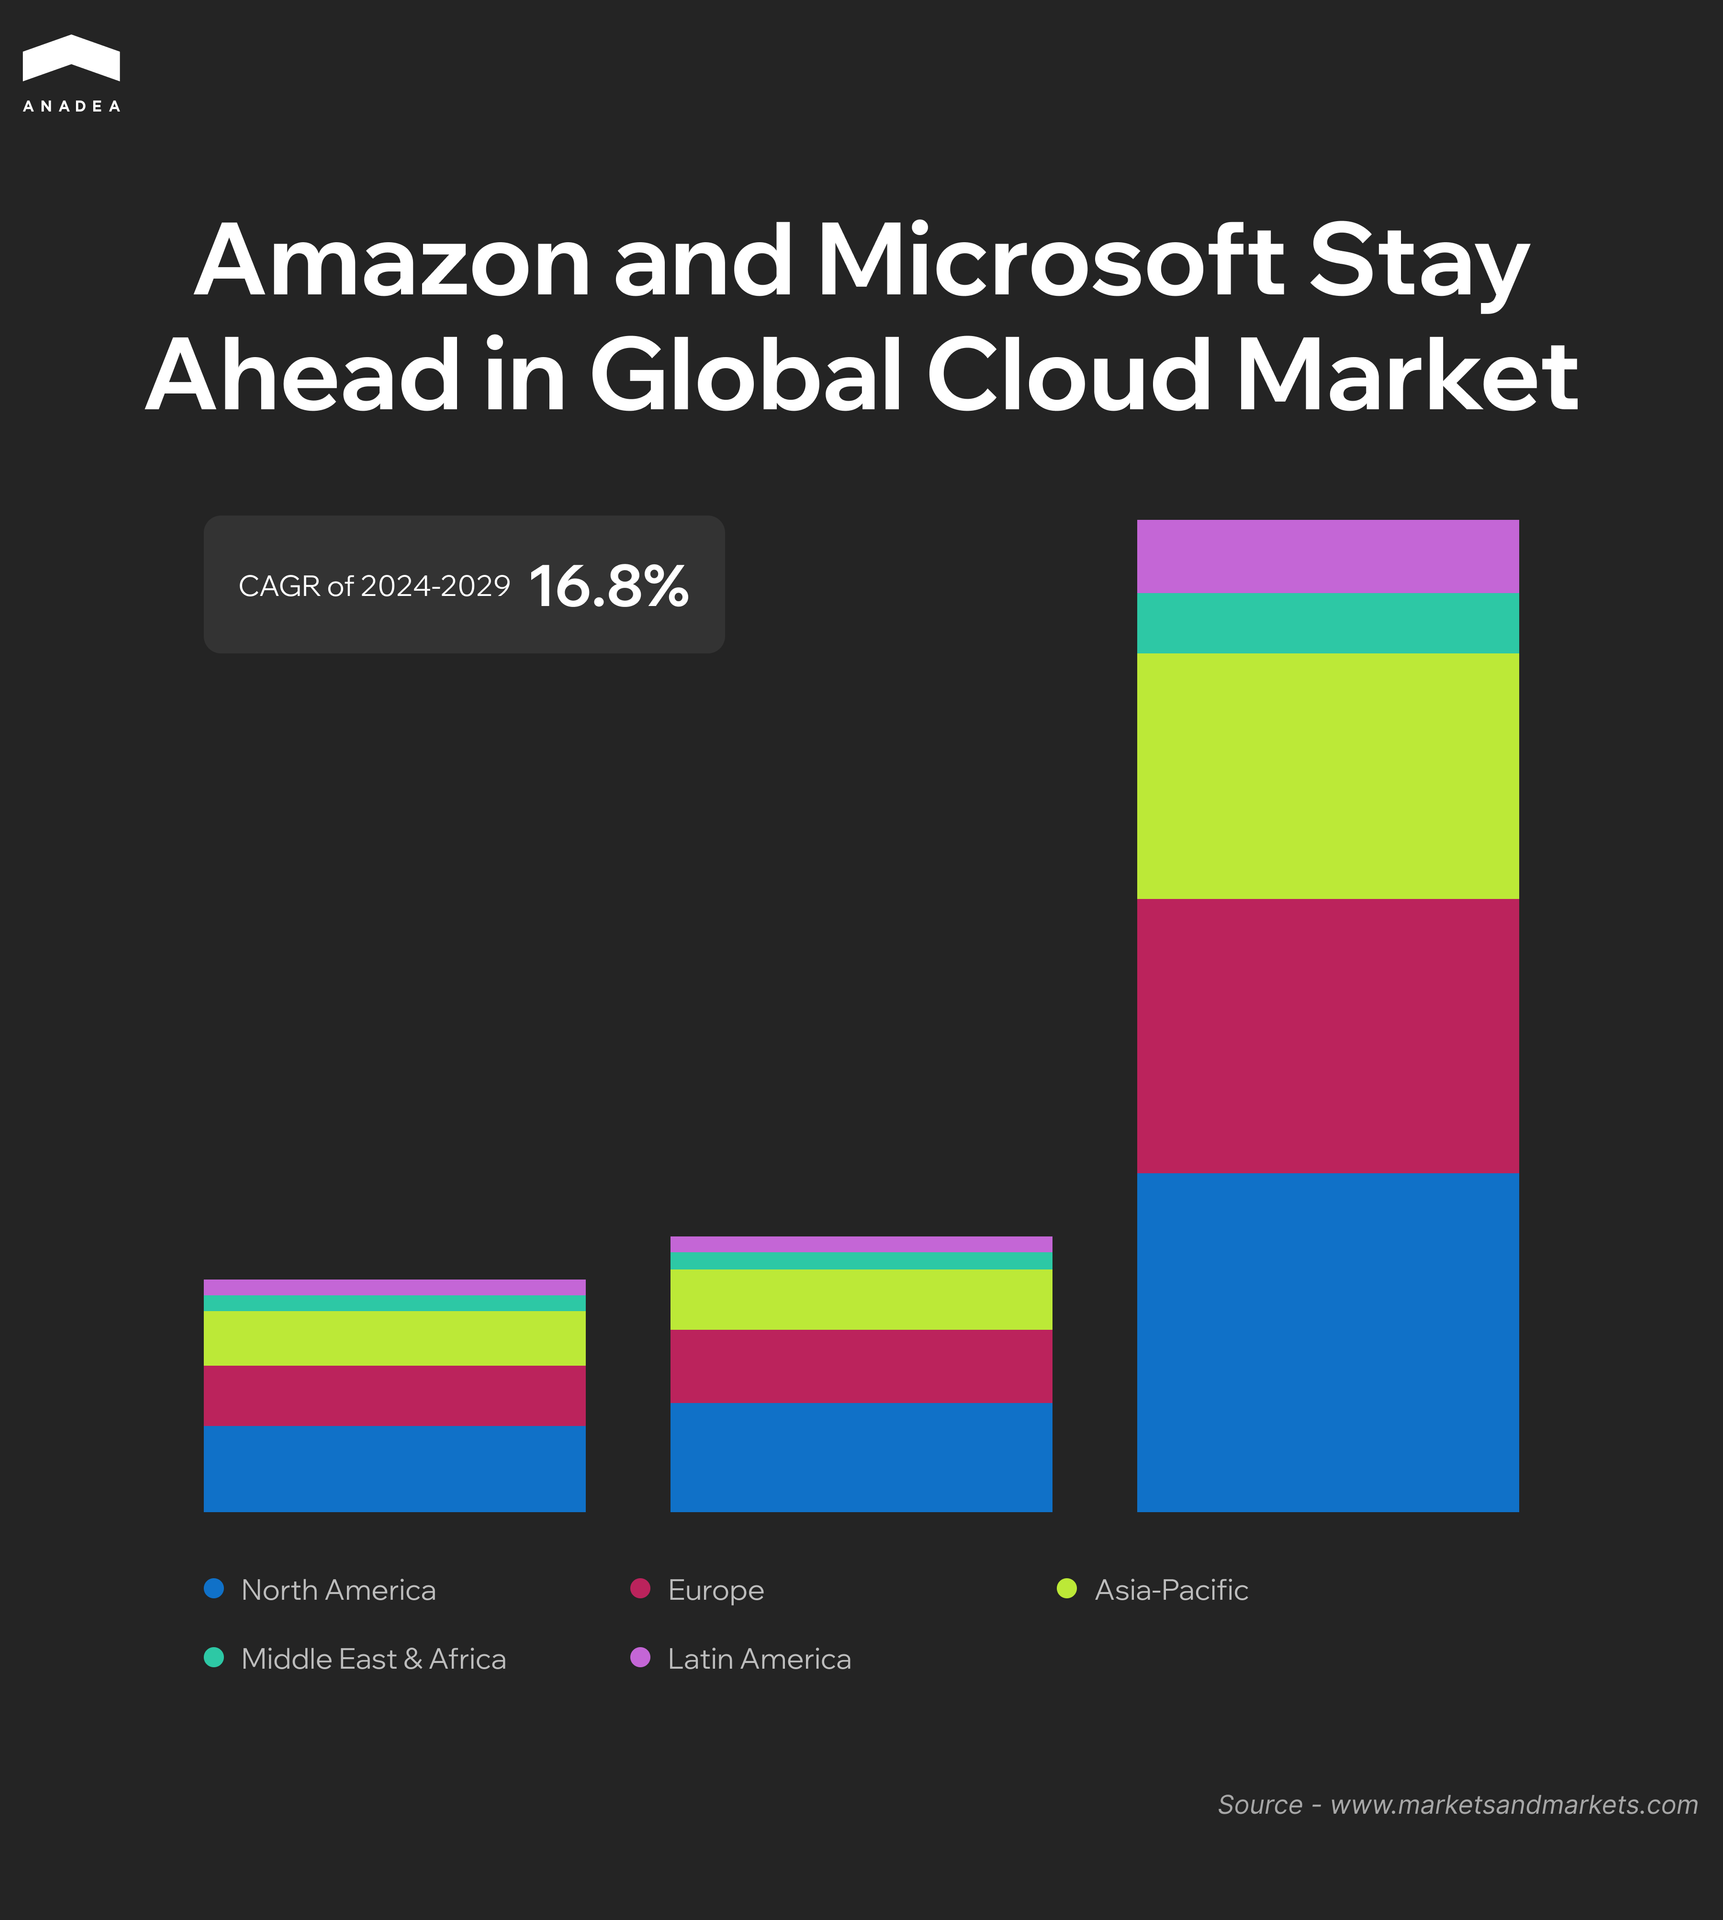 ANADEA
Amazon and Microsoft Stay
Ahead in Global Cloud Market
CAGR of 2024-2029 16.8%
North America
Europe
Asia-Pacific
Middle East & Africa
Latin America
Source - www.marketsandmarkets.com